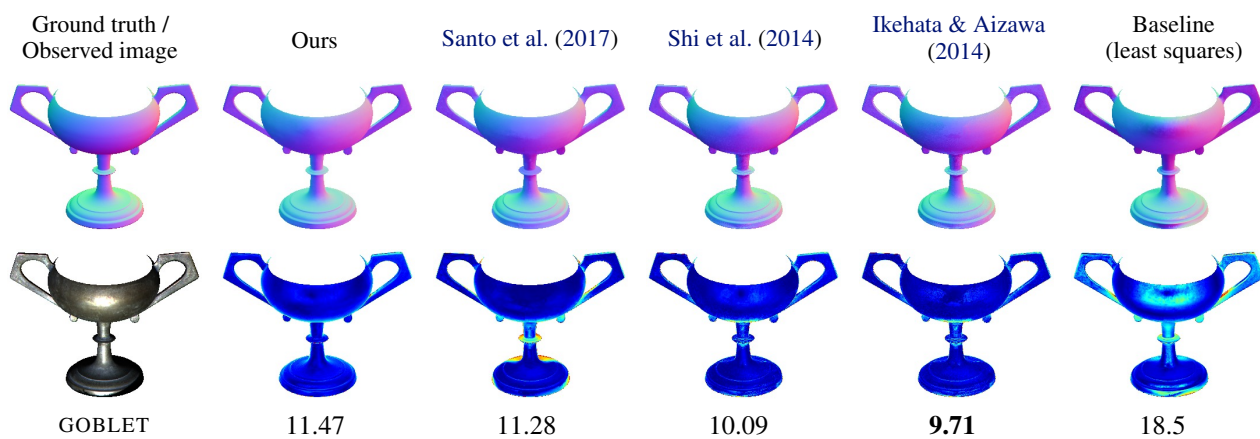 Ground truth /
Observed image
Ours
Santo et al. (2017)
Shi et al. (2014)
Ikehata & Aizawa
(2014)
Baseline
(least squares)
GOBLET
11.47
11.28
10.09
9.71
18.5